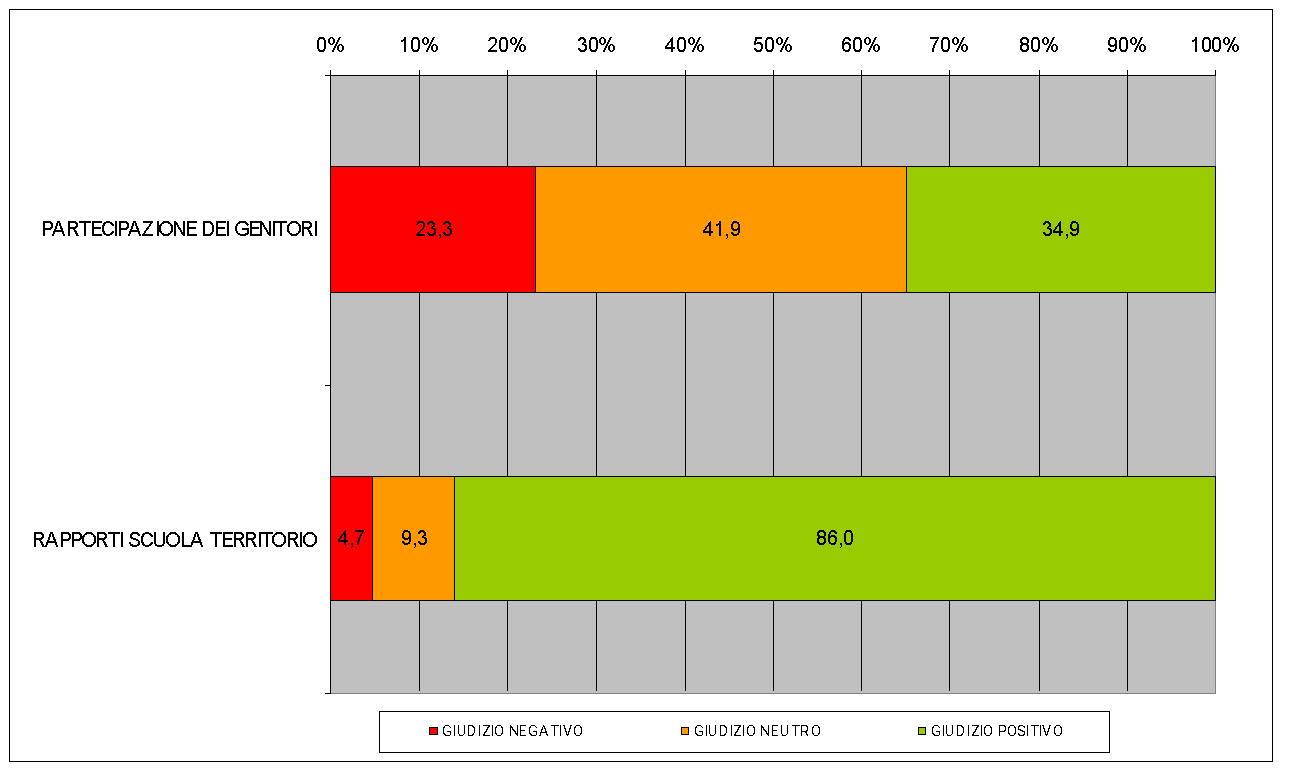 0% 10% 20% 30% 40% 50% 60% 70% 80% 90% 100%
PARTECIPAZIONE DEI GENITORI 23,3 41,9 34,9
RAPPORTI SCUOLA TERRITORIO 4,7 9,3 86,0
GIUDIZIO NEGATIVO GIUDIZIO NEUTRO GIUDIZIO POSITIVO